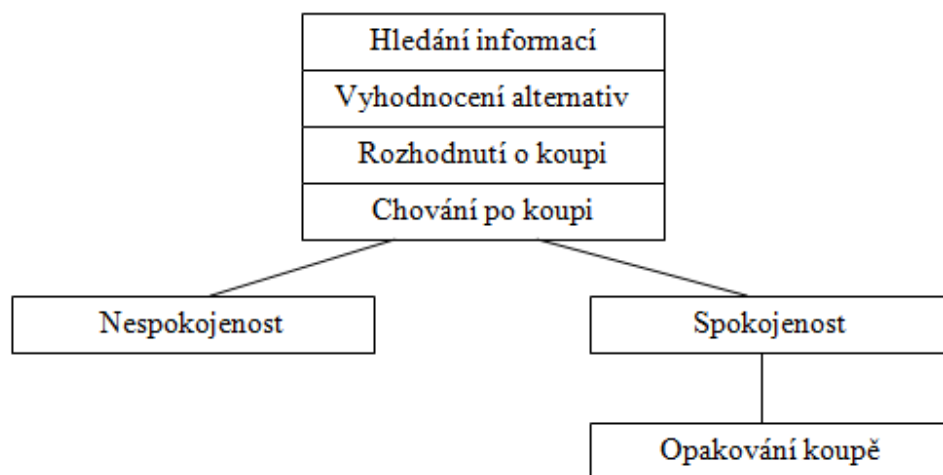 Hledání informací
Vyhodnocení alternativ
Rozhodnutí o koupi
Chování po koupi
Nespokojenost
Spokojenost
Opakování koupě